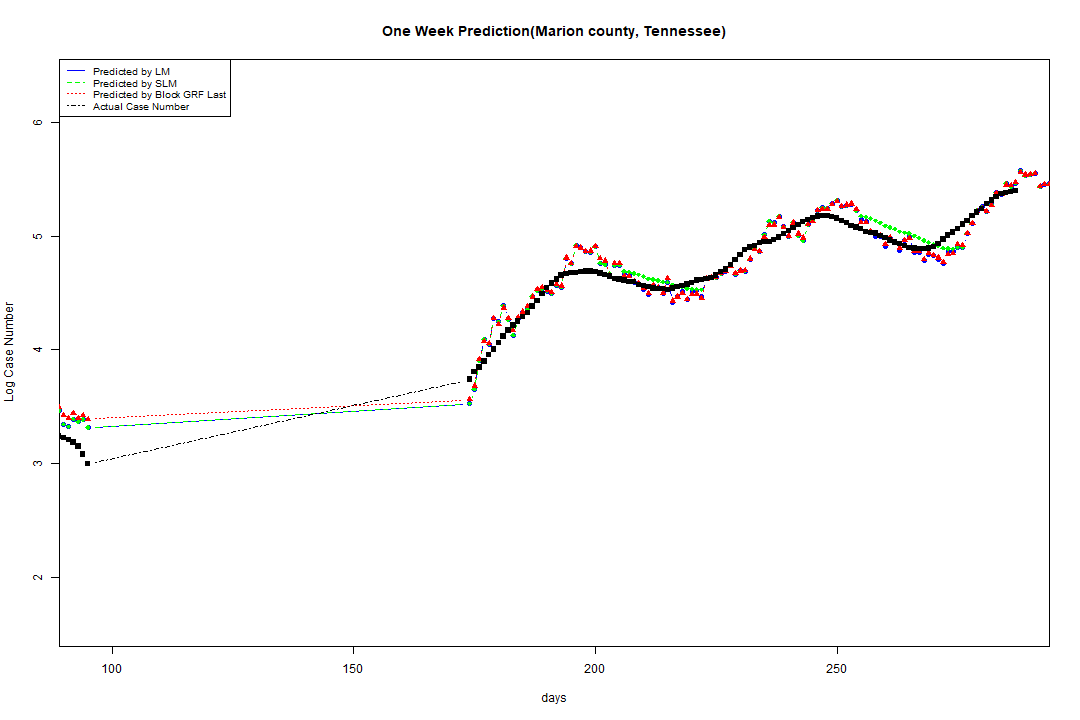 One Week Prediction(Marion county, Tennessee)
Predicted by LM
Predicted by SLM
Predicted by Block GRF Last
Actual Case Number
Log Case Number
6
5
4
3
2
100 150 200 250
days